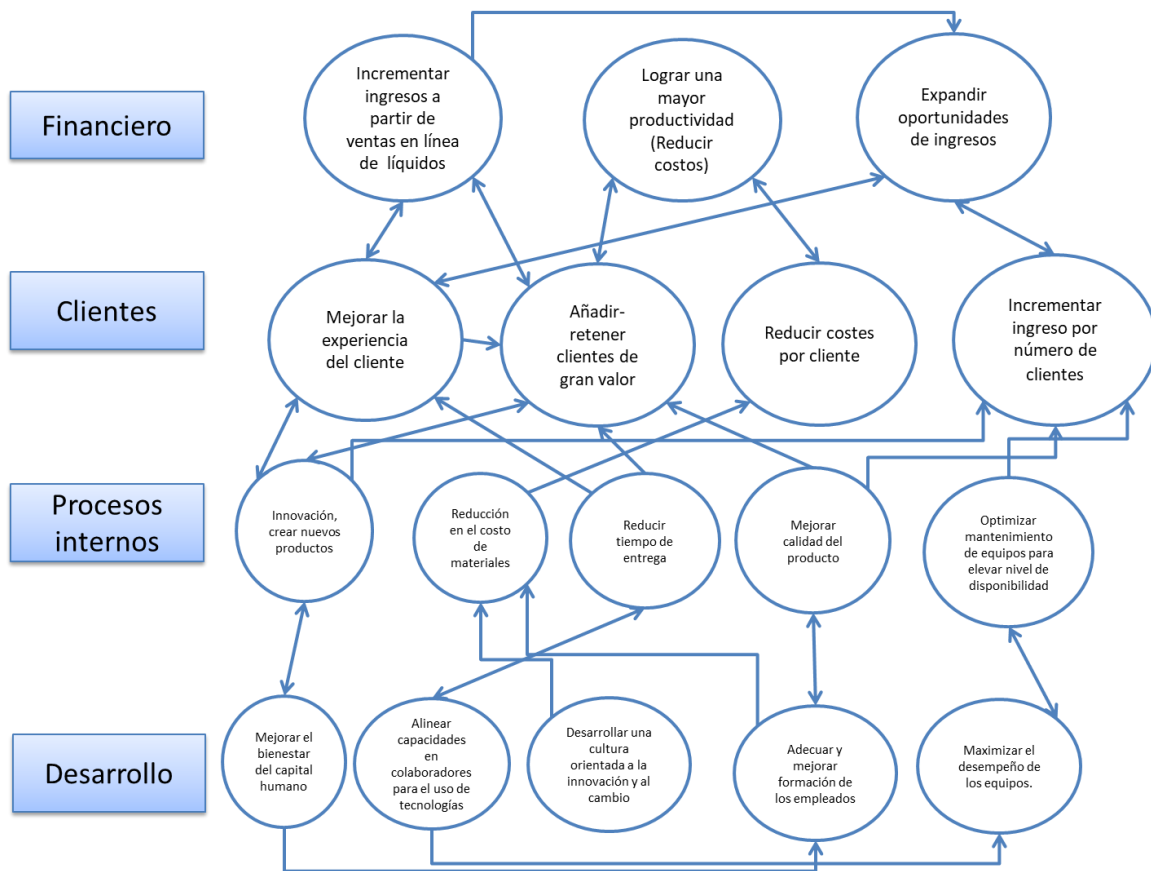 Financiero
Incrementar
ingresos a
partir de
ventas en línea
de líquidos
Lograr una
mayor
productividad
(Reducir
costos)
Expandir
oportunidades
de ingresos
Clientes
Mejorar la
experiencia
del cliente
Añadir-
retener
clientes de
gran valor
Reducir costes
por cliente
Incrementar
ingreso por
número de
clientes
Procesos
internos
Innovación,
crear nuevos
productos
Reducción
en el costo
de
materiales
Reducir
tiempo de
entrega
Mejorar
calidad del
producto
Optimizar
mantenimiento
de equipos para
elevar nivel de
disponibilidad
Desarrollo
Mejorar el
bienestar
del capital
humano
Alinear
capacidades
en
colaboradores
para el uso de
tecnologías
Desarrollar una
cultura
orientada a la
innovación y al
cambio
Adecuar y
mejorar
formación de
los empleados
Maximizar el
desempeño de
los equipos.